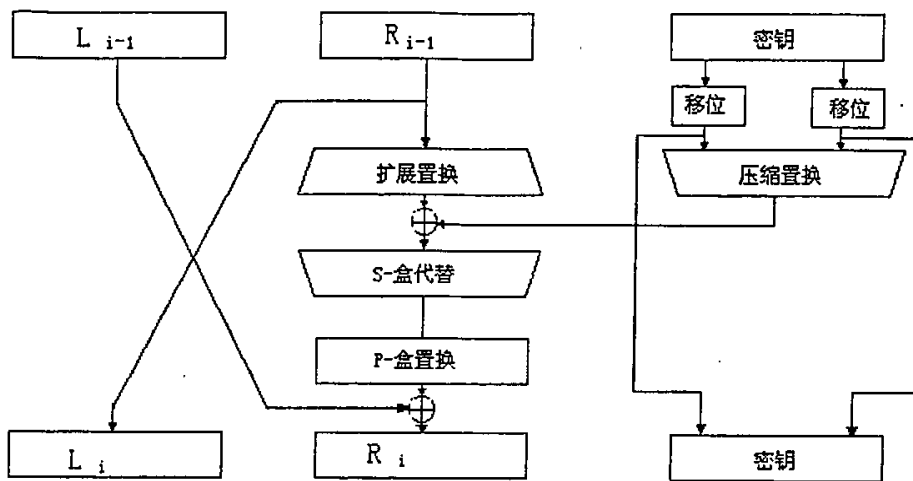 L i-1
R i-1
密钥
移位
移位
扩展置换
压缩置换
S-盒代替
P-盒置换
L i
R i
密钥